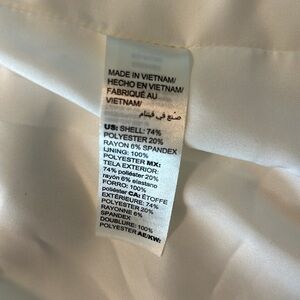 MADE IN VIETNAM/
HECHO EN VIETNAM/
FABRIQUÉ AU
VIETNAM/
صنع في فيتنام
US: SHELL: 74%
POLYESTER 20%
RAYON 6% SPANDEX
LINING: 100%
POLYESTER MX:
TELA EXTERIOR:
74% poliéster 20%
rayón 6% elastano
FORRO: 100%
poliéster CA: ÉTOFFE
EXTÉRIEURE: 74%
POLYESTER 20%
RAYONNE 6%
SPANDEX
DOUBLURE: 100%
POLYESTER AE/KW: